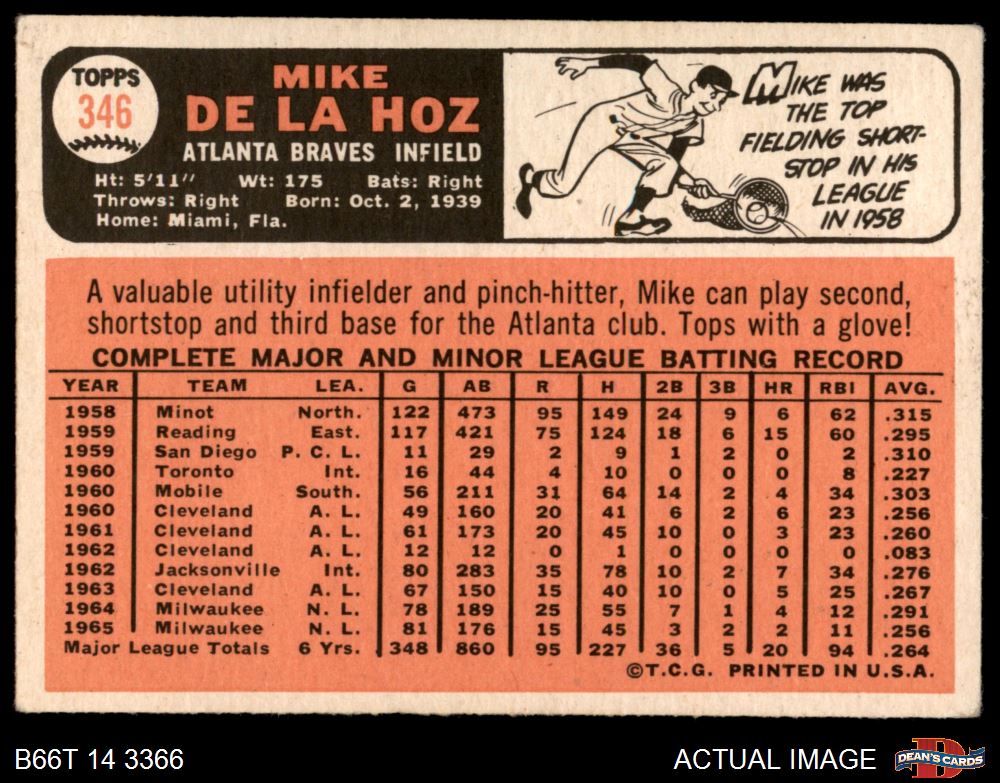 TOPPS
346
MIKE
DE LA HOZ
ATLANTA BRAVES INFIELD
Ht: 5'11" Wt: 175 Bats: Right
Throws: Right Born: Oct. 2, 1939
Home: Miami, Fla.
MIKE WAS
THE TOP
FIELDING SHORT-
STOP IN HIS
LEAGUE
IN 1958
A valuable utility infielder and pinch-hitter, Mike can play second,
shortstop and third base for the Atlanta club. Tops with a glove!
COMPLETE MAJOR AND MINOR LEAGUE BATTING RECORD
YEAR TEAM LEA. G AB R H 2B 3B HR RBI AVG.
1958 Minot North. 122 473 95 149 24 9 6 62 .315
1959 Reading East. 117 421 75 124 18 6 15 60 .295
1959 San Diego P. C. L. 11 29 2 9 1 2 0 2 .310
1960 Toronto Int. 16 44 4 10 0 0 0 8 .227
1960 Mobile South. 56 211 31 64 14 2 4 34 .303
1960 Cleveland A. L. 49 160 20 41 6 2 6 23 .256
1961 Cleveland A. L. 61 173 20 45 10 0 3 23 .260
1962 Cleveland A. L. 12 12 0 1 0 0 0 0 .083
1962 Jacksonville Int. 80 283 35 78 10 2 7 34 .276
1963 Cleveland A. L. 67 150 15 40 10 0 5 25 .267
1964 Milwaukee N. L. 78 189 25 55 7 1 4 12 .291
1965 Milwaukee N. L. 81 176 15 45 3 2 2 11 .256
Major League Totals 6 Yrs. 348 860 95 227 36 5 20 94 .264
©T.C.G. PRINTED IN U.S.A.
B66T 14 3366
ACTUAL IMAGE
DEAN'S CARDS